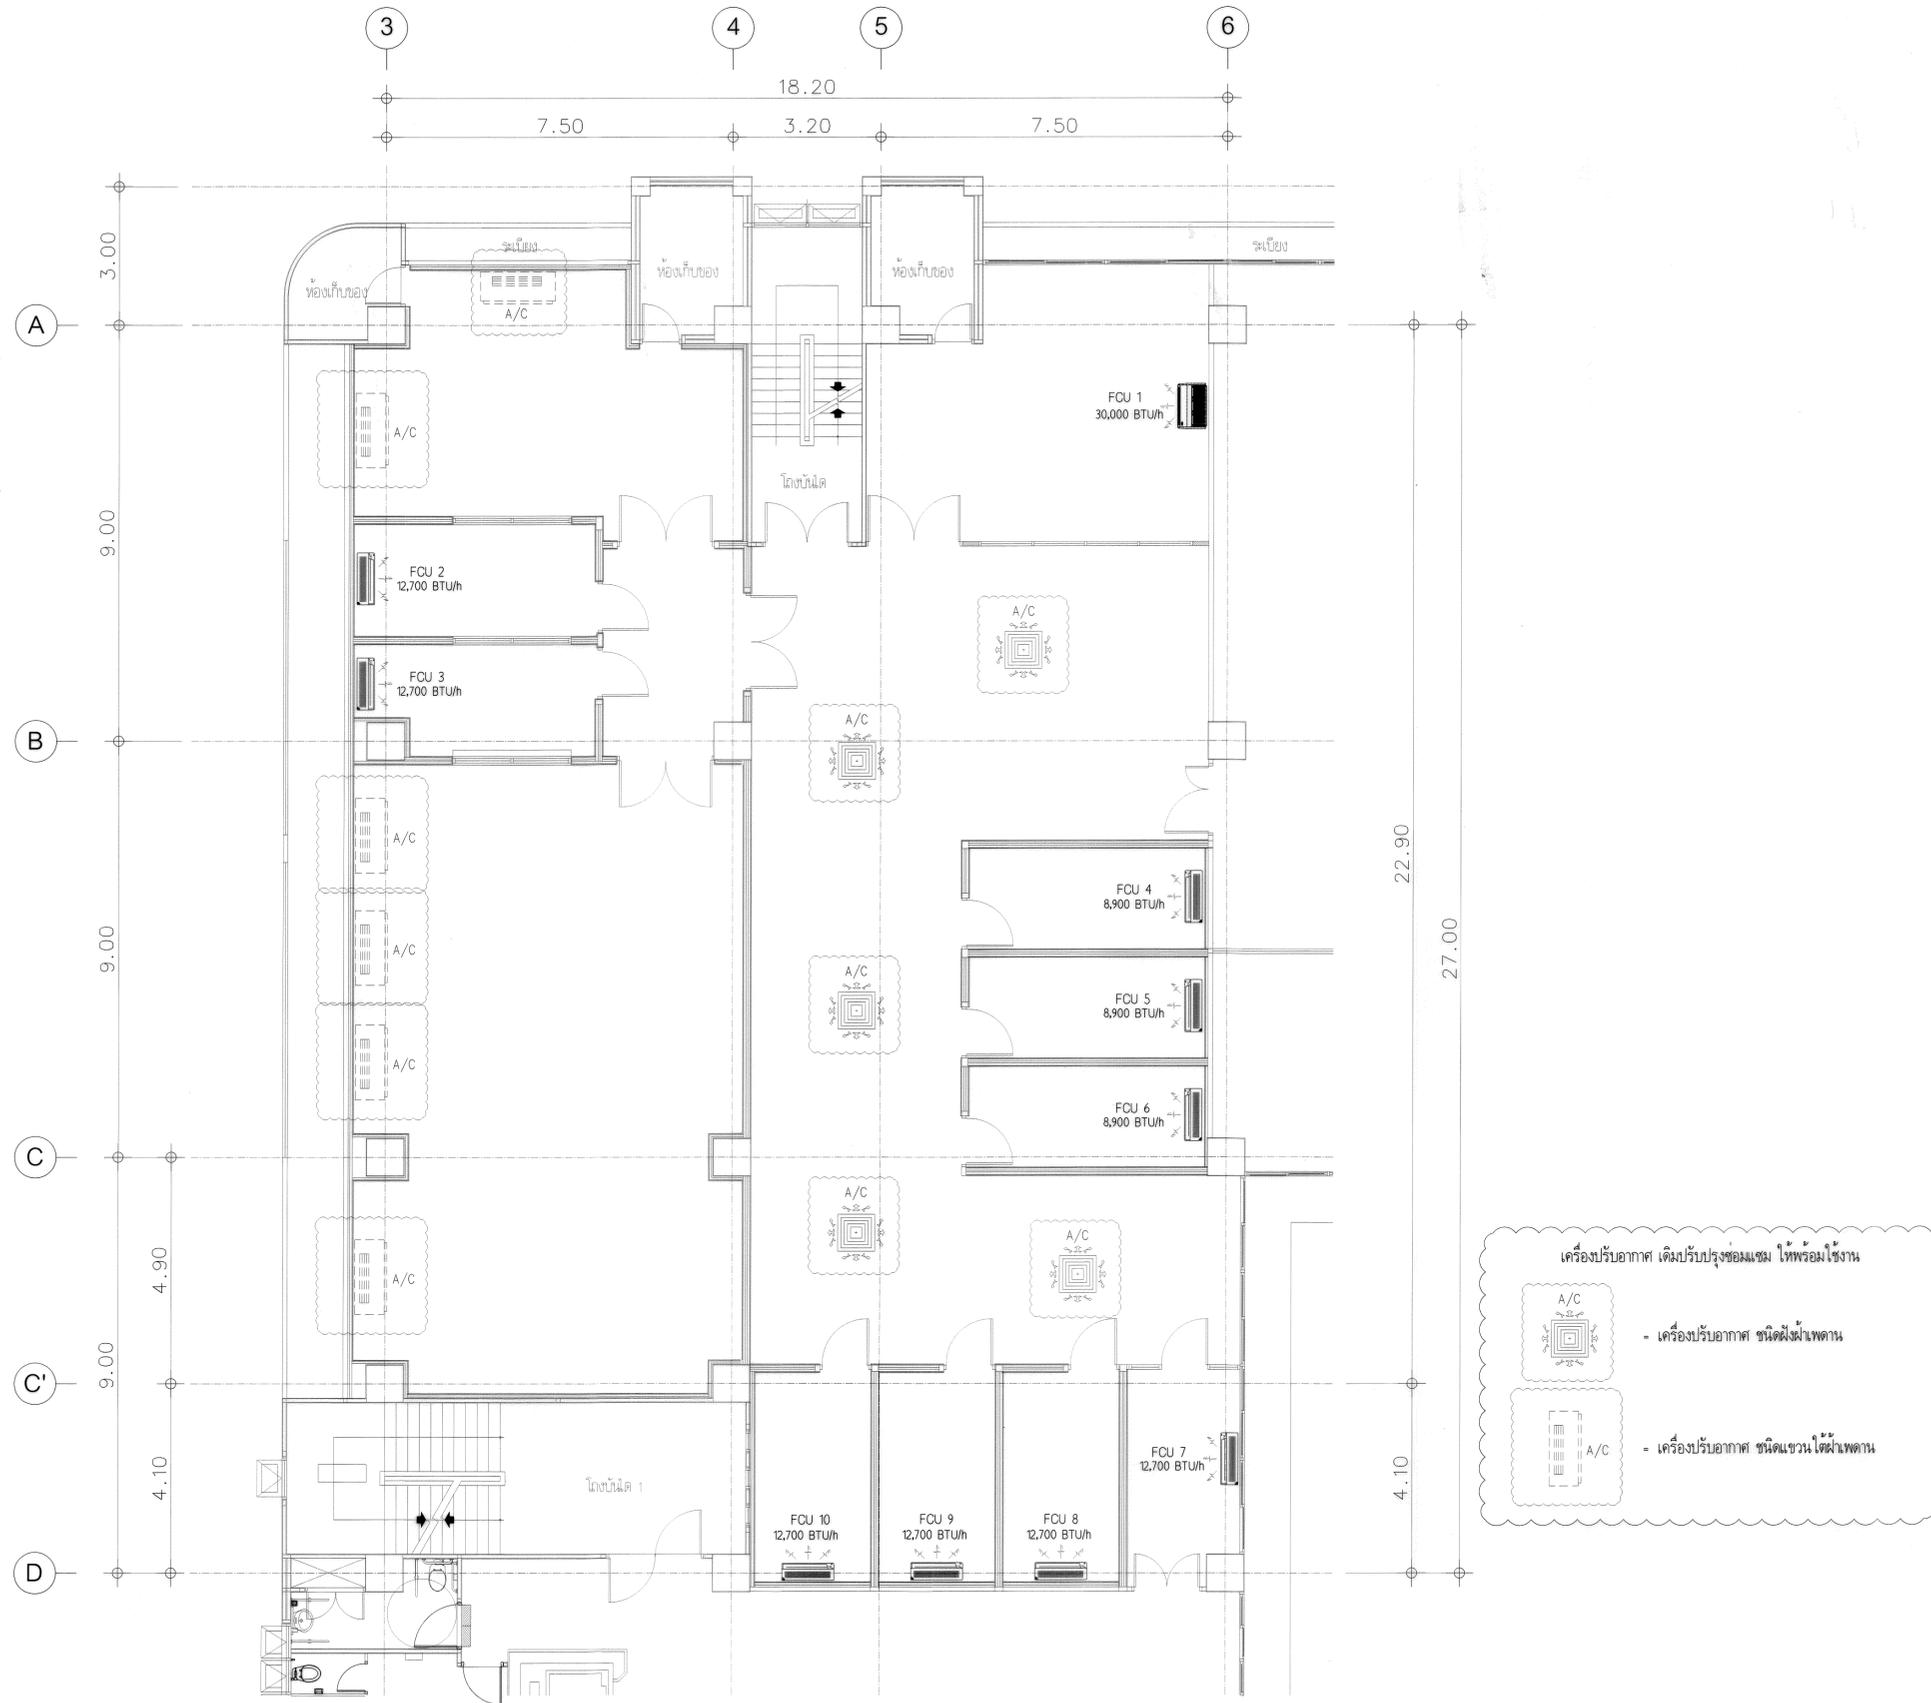 3
4
5
6
18.20
7.50
3.20
7.50
3.00
ระเบียง
ระเบียง
ห้องเก็บของ
ห้องเก็บของ
ห้องเก็บของ
A/C
A
FCU 1
30,000 BTU/h
A/C
โถงบันได
9.00
FCU 2
12,700 BTU/h
A/C
FCU 3
12,700 BTU/h
A/C
B
A/C
22.90
FCU 4
8,900 BTU/h
9.00
A/C
27.00
A/C
FCU 5
8,900 BTU/h
A/C
FCU 6
8,900 BTU/h
C
A/C
A/C
4.90
A/C
เครื่องปรับอากาศ เดิมปรับปรุงซ่อมแซม ให้พร้อมใช้งาน
A/C
= เครื่องปรับอากาศ ชนิดฝังฝ้าเพดาน
9.00
C'
A/C
= เครื่องปรับอากาศ ชนิดแขวนใต้ฝ้าเพดาน
4.10
โถงบันได 1
FCU 7
12,700 BTU/h
4.10
FCU 10
12,700 BTU/h
FCU 9
12,700 BTU/h
FCU 8
12,700 BTU/h
D